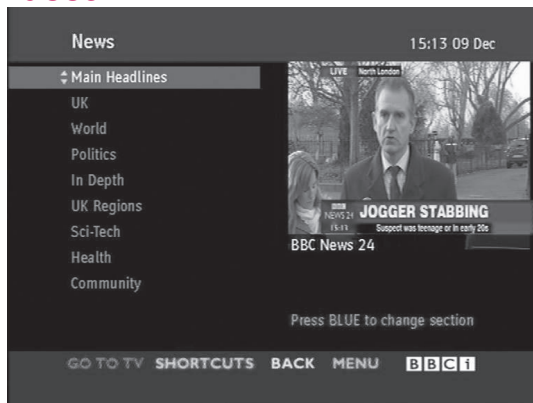 News
15:13 09 Dec
Main Headlines
UK
World
Politics
In Depth
UK Regions
Sci-Tech
Health
Community
LIVE North London
BBC
NEWS 24
15:13
JOGGER STABBING
Suspect was teenage or in early 20s
BBC News 24
Press BLUE to change section
GO TO TV SHORTCUTS BACK MENU BBCi